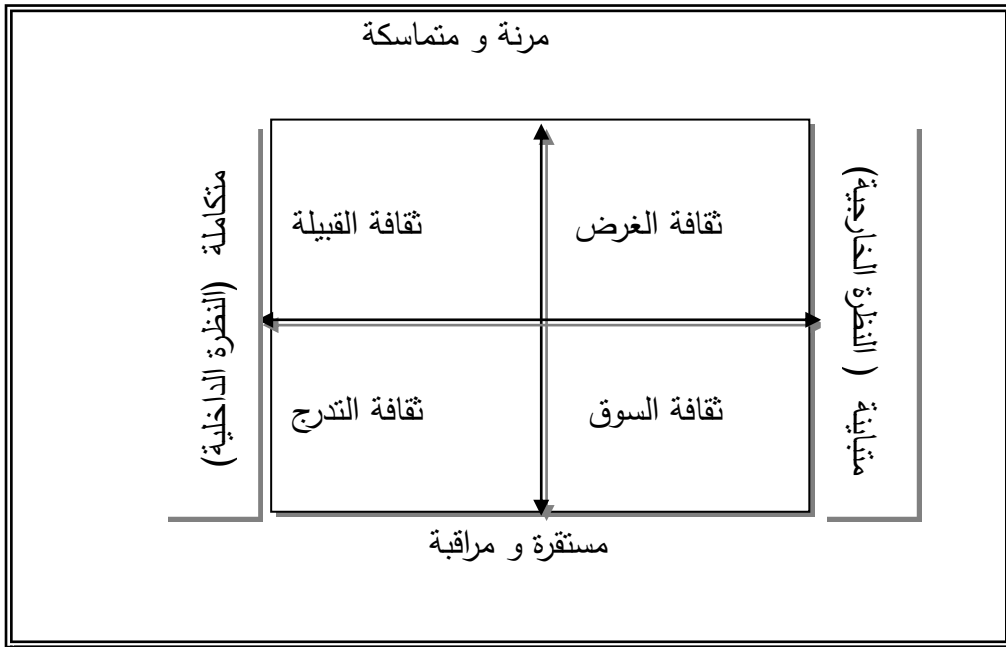 مرنة و متماسكة
متباينة ( النظرة الخارجية)
ثقافة الغرض
ثقافة القبيلة
متكاملة (النظرة الداخلية)
ثقافة السوق
ثقافة التدرج
مستقرة و مراقبة